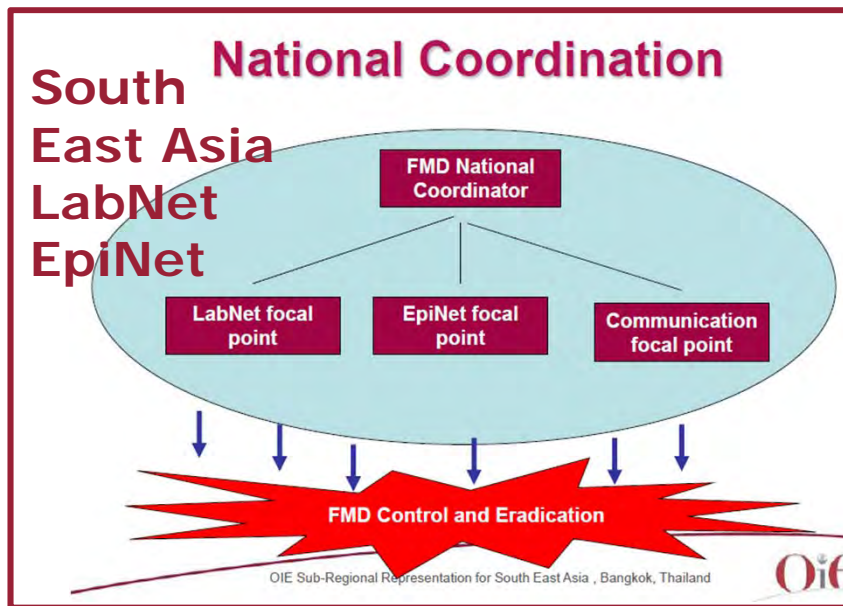 National Coordination
South
East Asia
LabNet
EpiNet
FMD National
Coordinator
LabNet focal
point
EpiNet focal
point
Communication
focal point
FMD Control and Eradication
OIE Sub-Regional Representation for South East Asia , Bangkok, Thailand
Oie